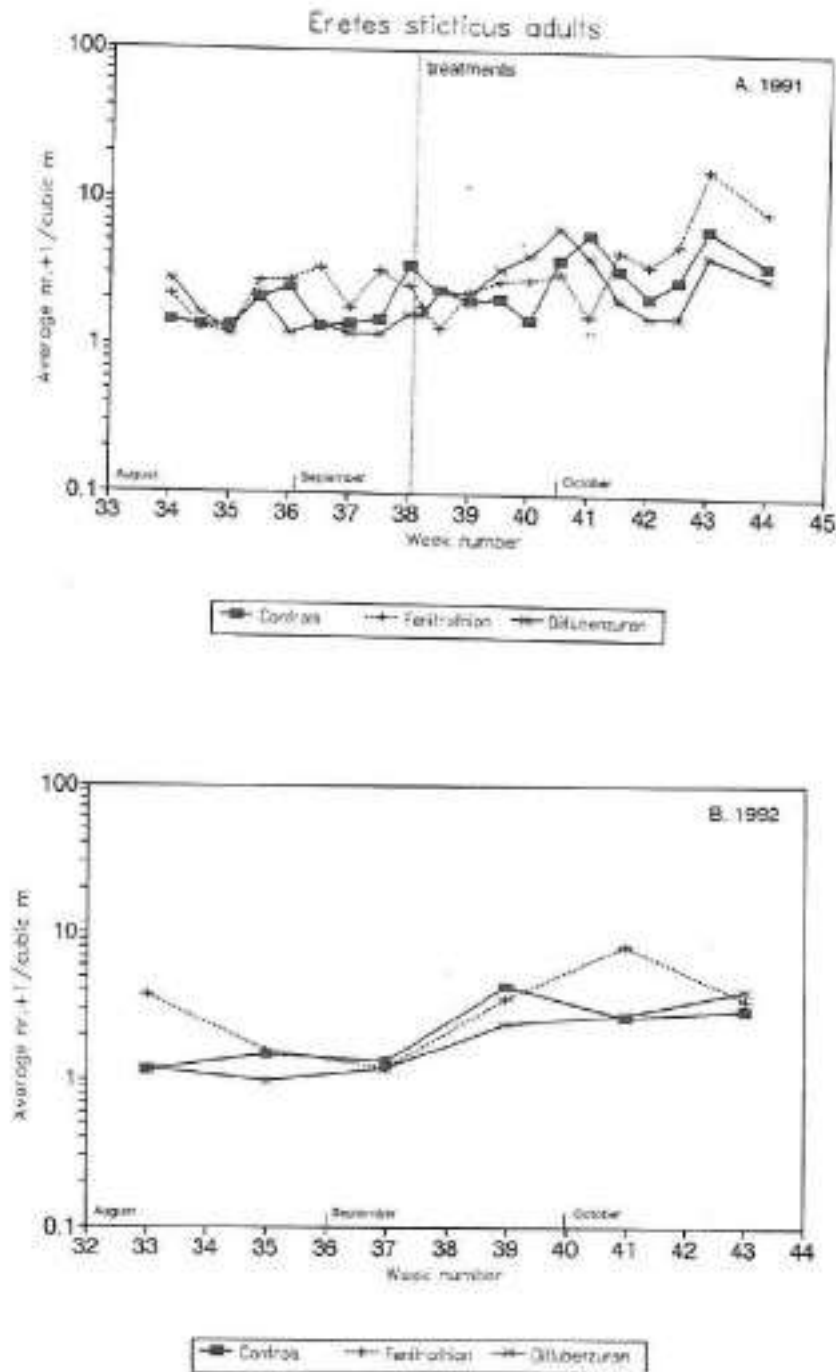 Eretes sticticus adults
100
treatments
A. 1991
10
Average nr.+1/cubic m
1
0.1
August
September
October
33 34 35 36 37 38 39 40 41 42 43 44 45
Week number
Controls Fenitrothion Diflubenzuron
100
B. 1992
10
Average nr.+1/cubic m
1
0.1
August
September
October
32 33 35 36 37 39 40 41 42 43 44
Week number
Controls Fenitrothion Diflubenzuron